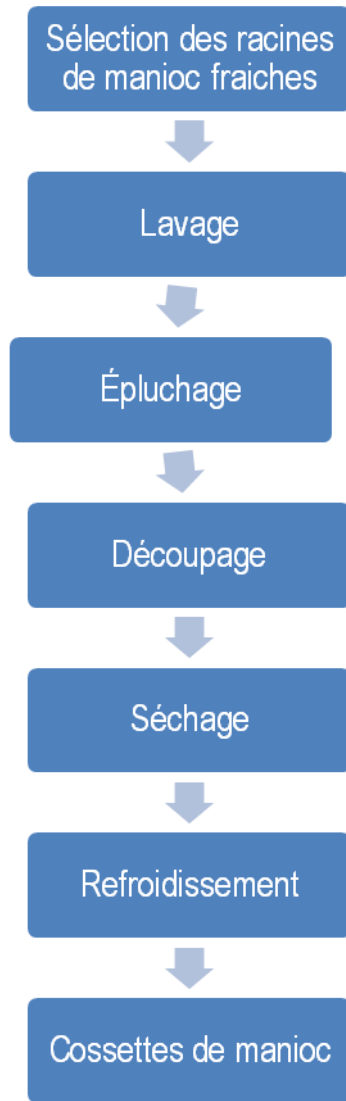 Sélection des racines
de manioc fraiches
Lavage
Épluchage
Découpage
Séchage
Refroidissement
Cossettes de manioc